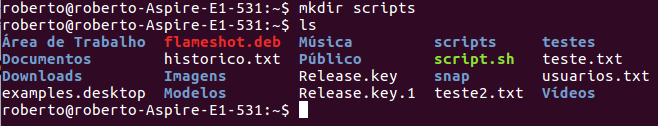 roberto@roberto-Aspire-E1-531:~$ mkdir scripts
roberto@roberto-Aspire-E1-531:~$ ls
Área de Trabalho flameshot.deb Música scripts testes
Documentos historico.txt Público script.sh teste.txt
Downloads Imagens Release.key snap usuarios.txt
examples.desktop Modelos Release.key.1 teste2.txt Vídeos
roberto@roberto-Aspire-E1-531:~$